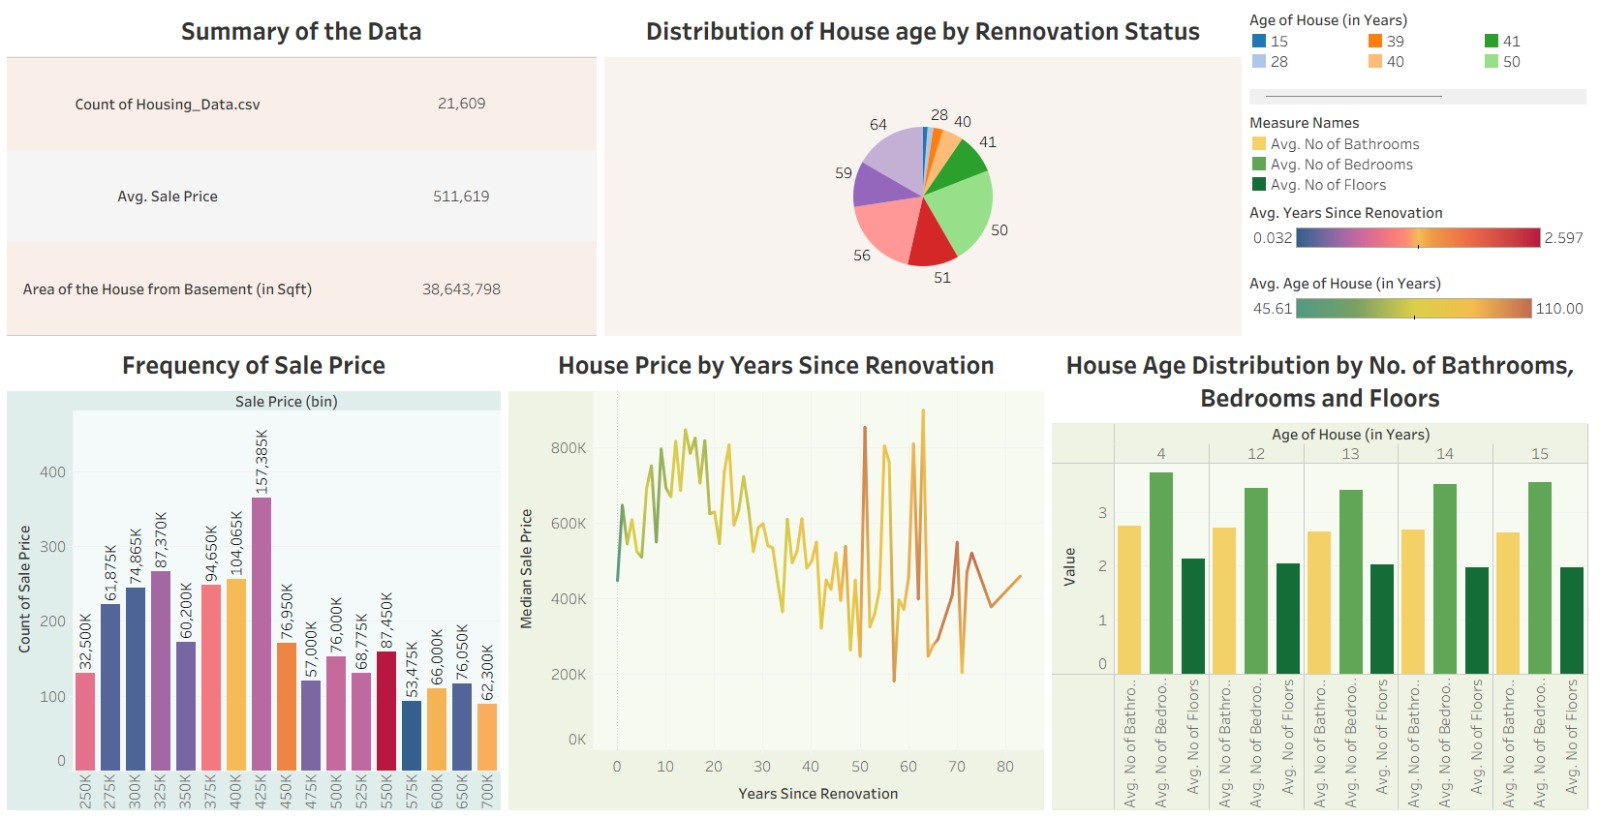 Summary of the Data
Count of Housing_Data.csv 21,609
Avg. Sale Price 511,619
Area of the House from Basement (in Sqft) 38,643,798
Distribution of House age by Rennovation Status
28
40
41
50
51
56
59
64
Age of House (in Years)
15 39 41
28 40 50
Measure Names
Avg. No of Bathrooms
Avg. No of Bedrooms
Avg. No of Floors
Avg. Years Since Renovation
0.032 2.597
Avg. Age of House (in Years)
45.61 110.00
Frequency of Sale Price
Sale Price (bin)
Count of Sale Price
400
300
200
100
0
32,500K
61,875K
74,865K
87,370K
60,200K
94,650K
104,065K
157,385K
76,950K
57,000K
76,000K
68,775K
87,450K
53,475K
66,000K
76,050K
62,300K
250K
275K
300K
325K
350K
375K
400K
425K
450K
475K
500K
525K
550K
575K
600K
650K
700K
House Price by Years Since Renovation
Median Sale Price
800K
600K
400K
200K
0K
0 10 20 30 40 50 60 70 80
Years Since Renovation
House Age Distribution by No. of Bathrooms,
Bedrooms and Floors
Age of House (in Years)
4 12 13 14 15
Value
3
2
1
0
Avg. No of Bathro..
Avg. No of Bedroo..
Avg. No of Floors
Avg. No of Bathro..
Avg. No of Bedroo..
Avg. No of Floors
Avg. No of Bathro..
Avg. No of Bedroo..
Avg. No of Floors
Avg. No of Bathro..
Avg. No of Bedroo..
Avg. No of Floors
Avg. No of Bathro..
Avg. No of Bedroo..
Avg. No of Floors